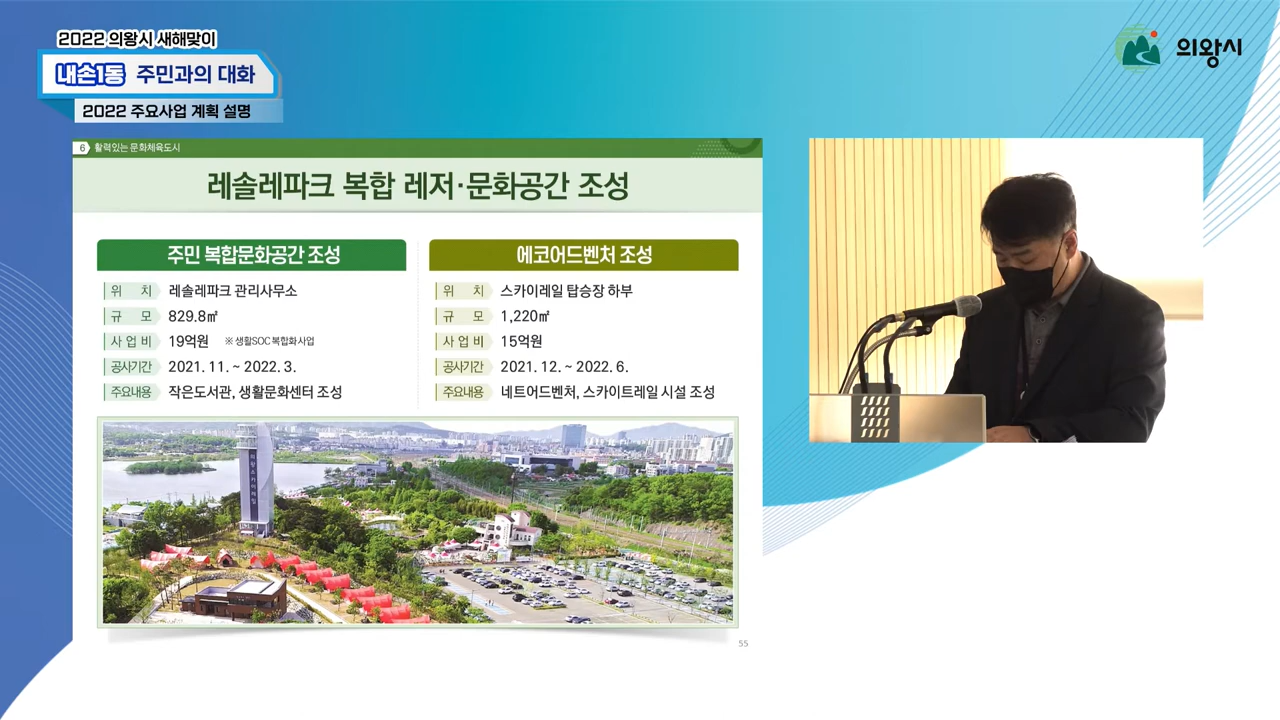 2022 의왕시 새해맞이
내손1동 주민과의 대화
2022 주요사업 계획 설명
의왕시
6 활력있는 문화체육도시
레솔레파크 복합 레저·문화공간 조성
주민 복합문화공간 조성
위 치 레솔레파크 관리사무소
규 모 829.8㎡
사 업 비 19억원 ※ 생활SOC 복합화사업
공사기간 2021. 11. ~ 2022. 3.
주요내용 작은도서관, 생활문화센터 조성
에코어드벤처 조성
위 치 스카이레일 탑승장 하부
규 모 1,220㎡
사 업 비 15억원
공사기간 2021. 12. ~ 2022. 6.
주요내용 네트어드벤처, 스카이트레일 시설 조성
의왕스카이레일
55